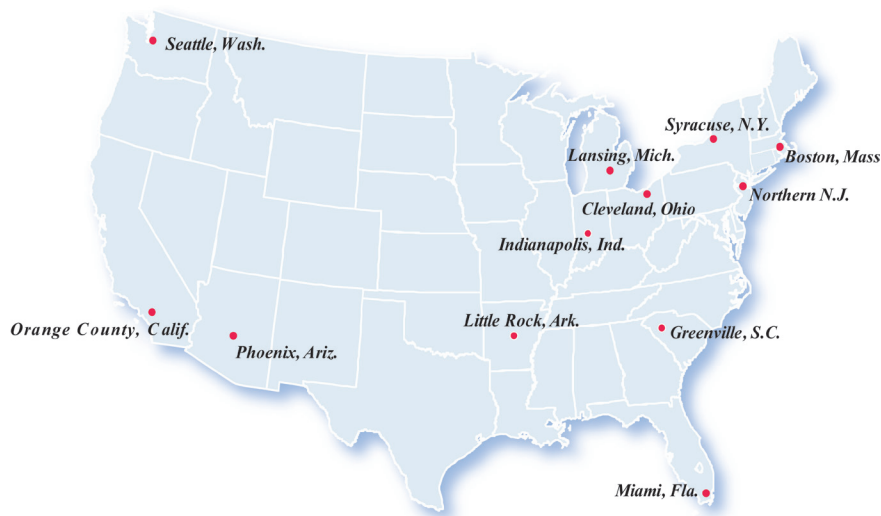 Seattle, Wash.
Syracuse, N.Y.
Lansing, Mich.
Boston, Mass
Northern N.J.
Cleveland, Ohio
Indianapolis, Ind.
Little Rock, Ark.
Orange County, Calif.
Greenville, S.C.
Phoenix, Ariz.
Miami, Fla.